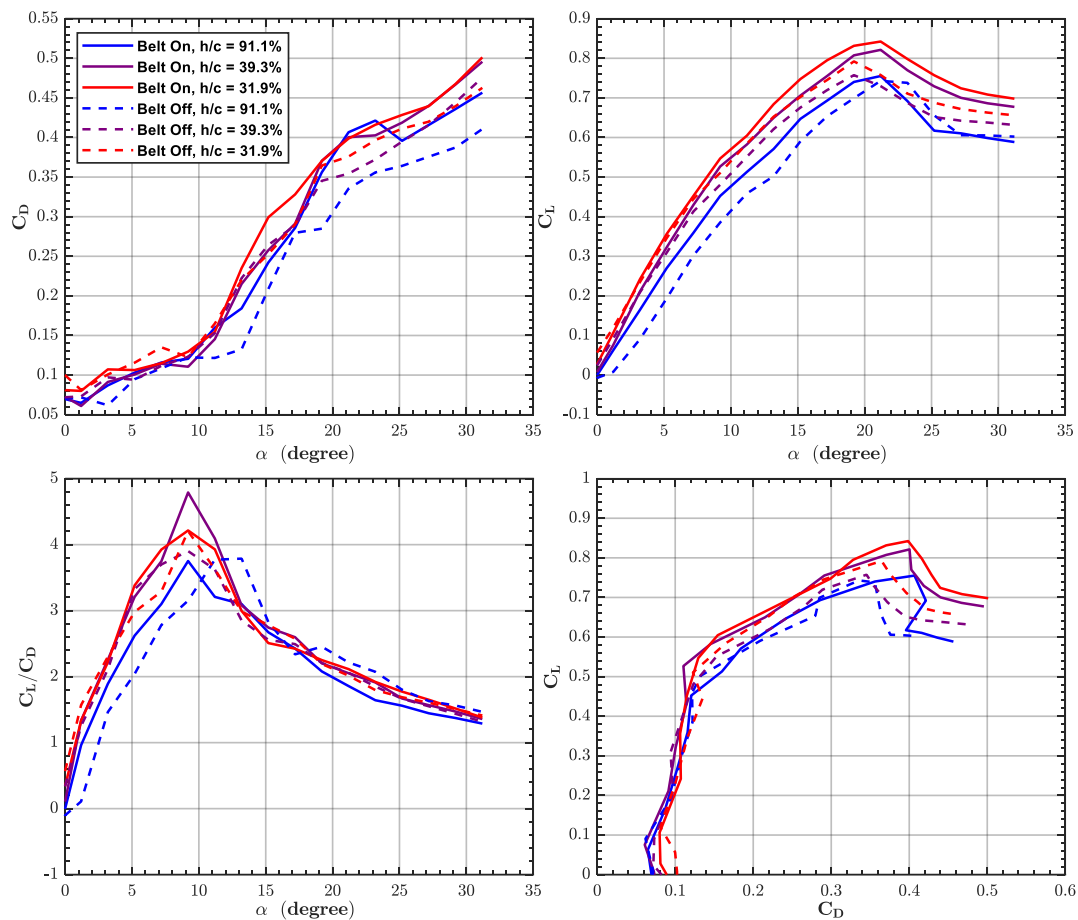 0.55
0.5
0.45
0.4
0.35
0.3
0.25
0.2
0.15
0.1
0.05
C_D
Belt On, h/c = 91.1%
Belt On, h/c = 39.3%
Belt On, h/c = 31.9%
Belt Off, h/c = 91.1%
Belt Off, h/c = 39.3%
Belt Off, h/c = 31.9%
0 5 10 15 20 25 30 35
α (degree)
0.9
0.8
0.7
0.6
0.5
0.4
0.3
0.2
0.1
0
-0.1
C_L
0 5 10 15 20 25 30 35
α (degree)
5
4
3
2
1
0
-1
C_L/C_D
0 5 10 15 20 25 30 35
α (degree)
1
0.9
0.8
0.7
0.6
0.5
0.4
0.3
0.2
0.1
0
C_L
0 0.1 0.2 0.3 0.4 0.5 0.6
C_D